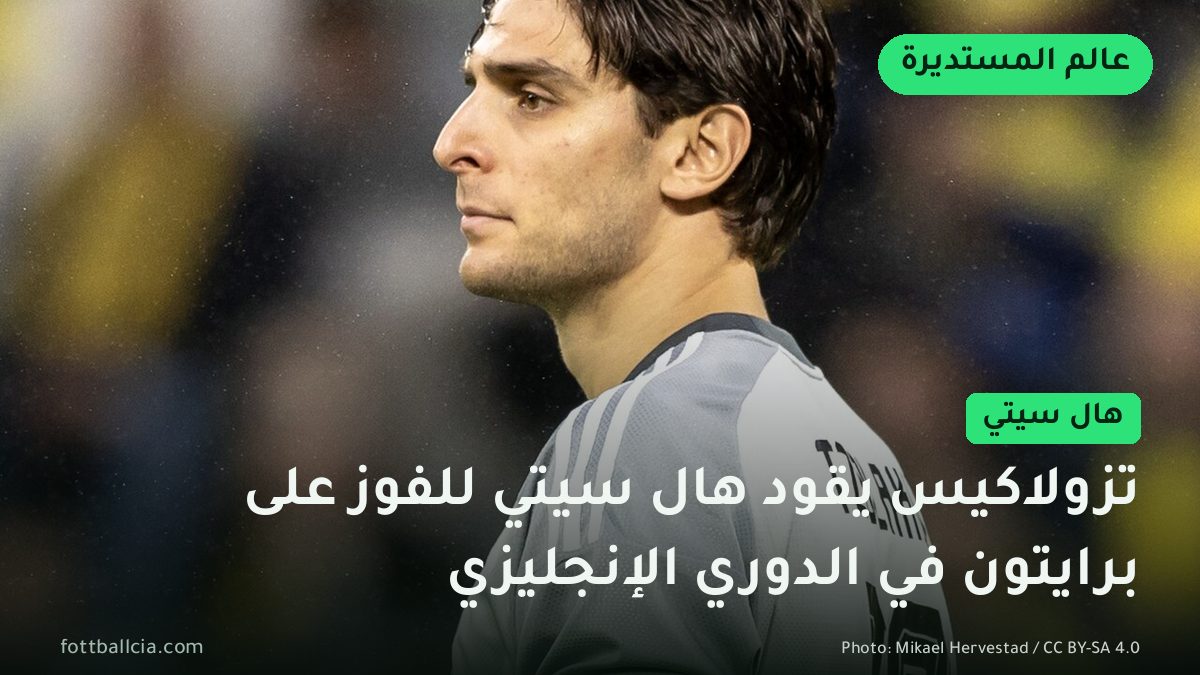 عالم المستديرة
هال سيتي
تزولاكيس يقود هال سيتي للفوز على
برايتون في الدوري الإنجليزي
fottballcia.com
Photo: Mikael Hervestad / CC BY-SA 4.0